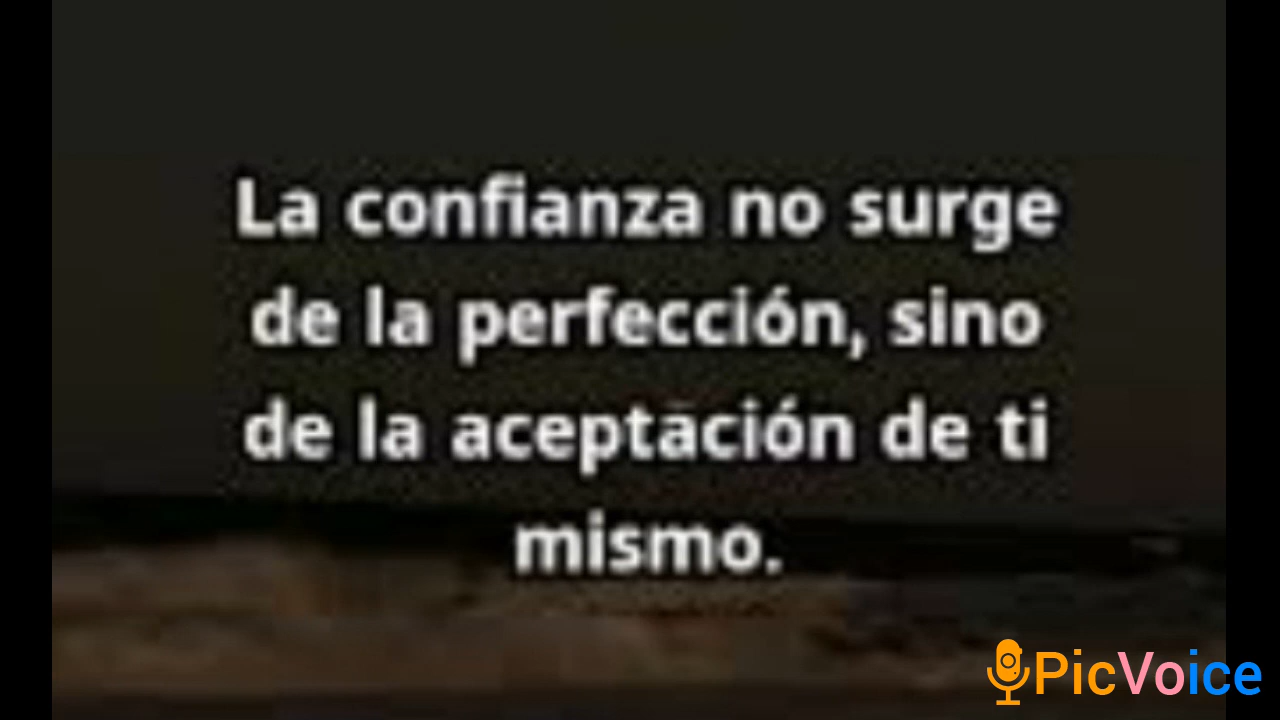 La confianza no surge
de la perfección, sino
de la aceptación de ti
mismo.
PicVoice